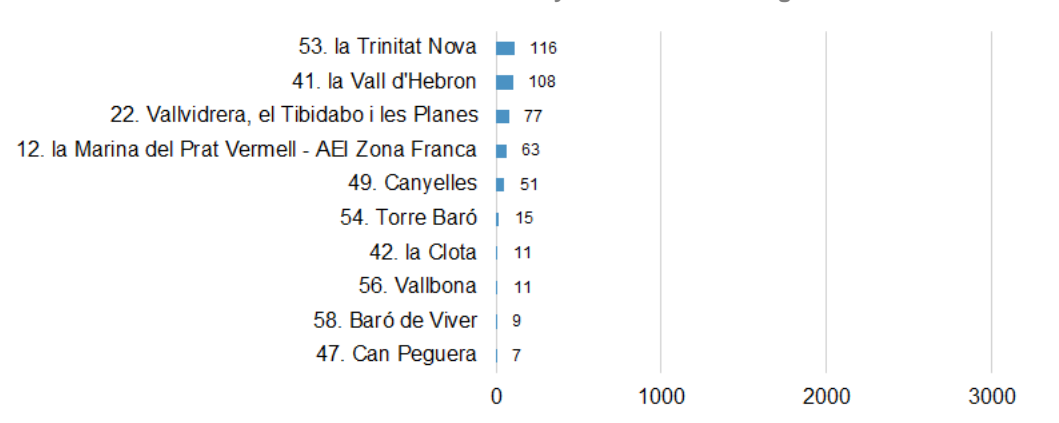 53. la Trinitat Nova 116
41. la Vall d'Hebron 108
22. Vallvidrera, el Tibidabo i les Planes 77
12. la Marina del Prat Vermell - AEI Zona Franca 63
49. Canyelles 51
54. Torre Baró 15
42. la Clota 11
56. Vallbona 11
58. Baró de Viver 9
47. Can Peguera 7
0 1000 2000 3000